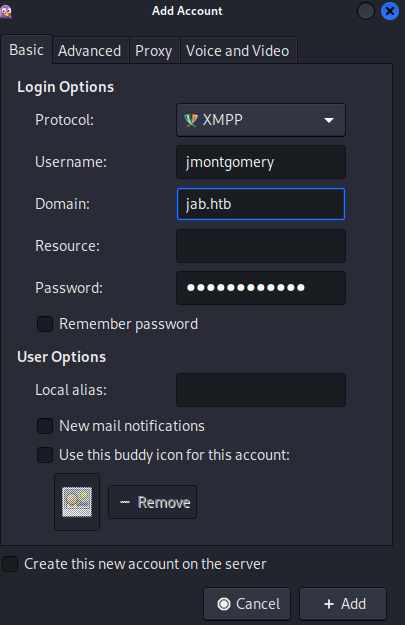 Add Account
Basic Advanced Proxy Voice and Video
Login Options
Protocol: XMPP
Username: jmontgomery
Domain: jab.htb
Resource:
Password: ●●●●●●●●●●●●
Remember password
User Options
Local alias:
New mail notifications
Use this buddy icon for this account:
Remove
Create this new account on the server
Cancel Add